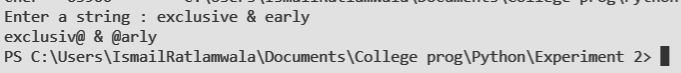 Enter a string : exclusive & early
exclusiv@ & @arly
PS C:\Users\IsmailRatlamwala\Documents\College prog\Python\Experiment 2>